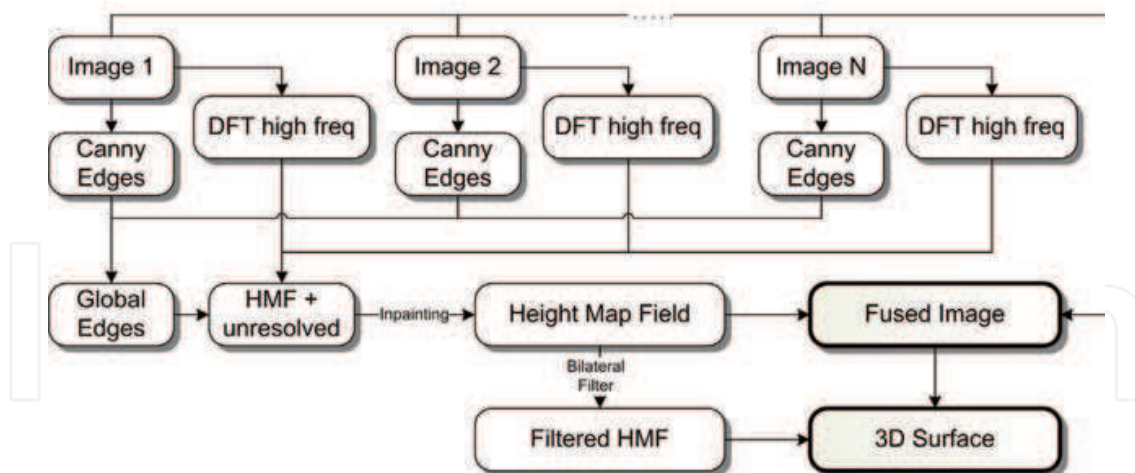 Image 1
Image 2
Image N
DFT high freq
DFT high freq
DFT high freq
Canny
Edges
Canny
Edges
Canny
Edges
Global
Edges
HMF +
unresolved
Inpainting
Height Map Field
Fused Image
Bilateral
Filter
Filtered HMF
3D Surface